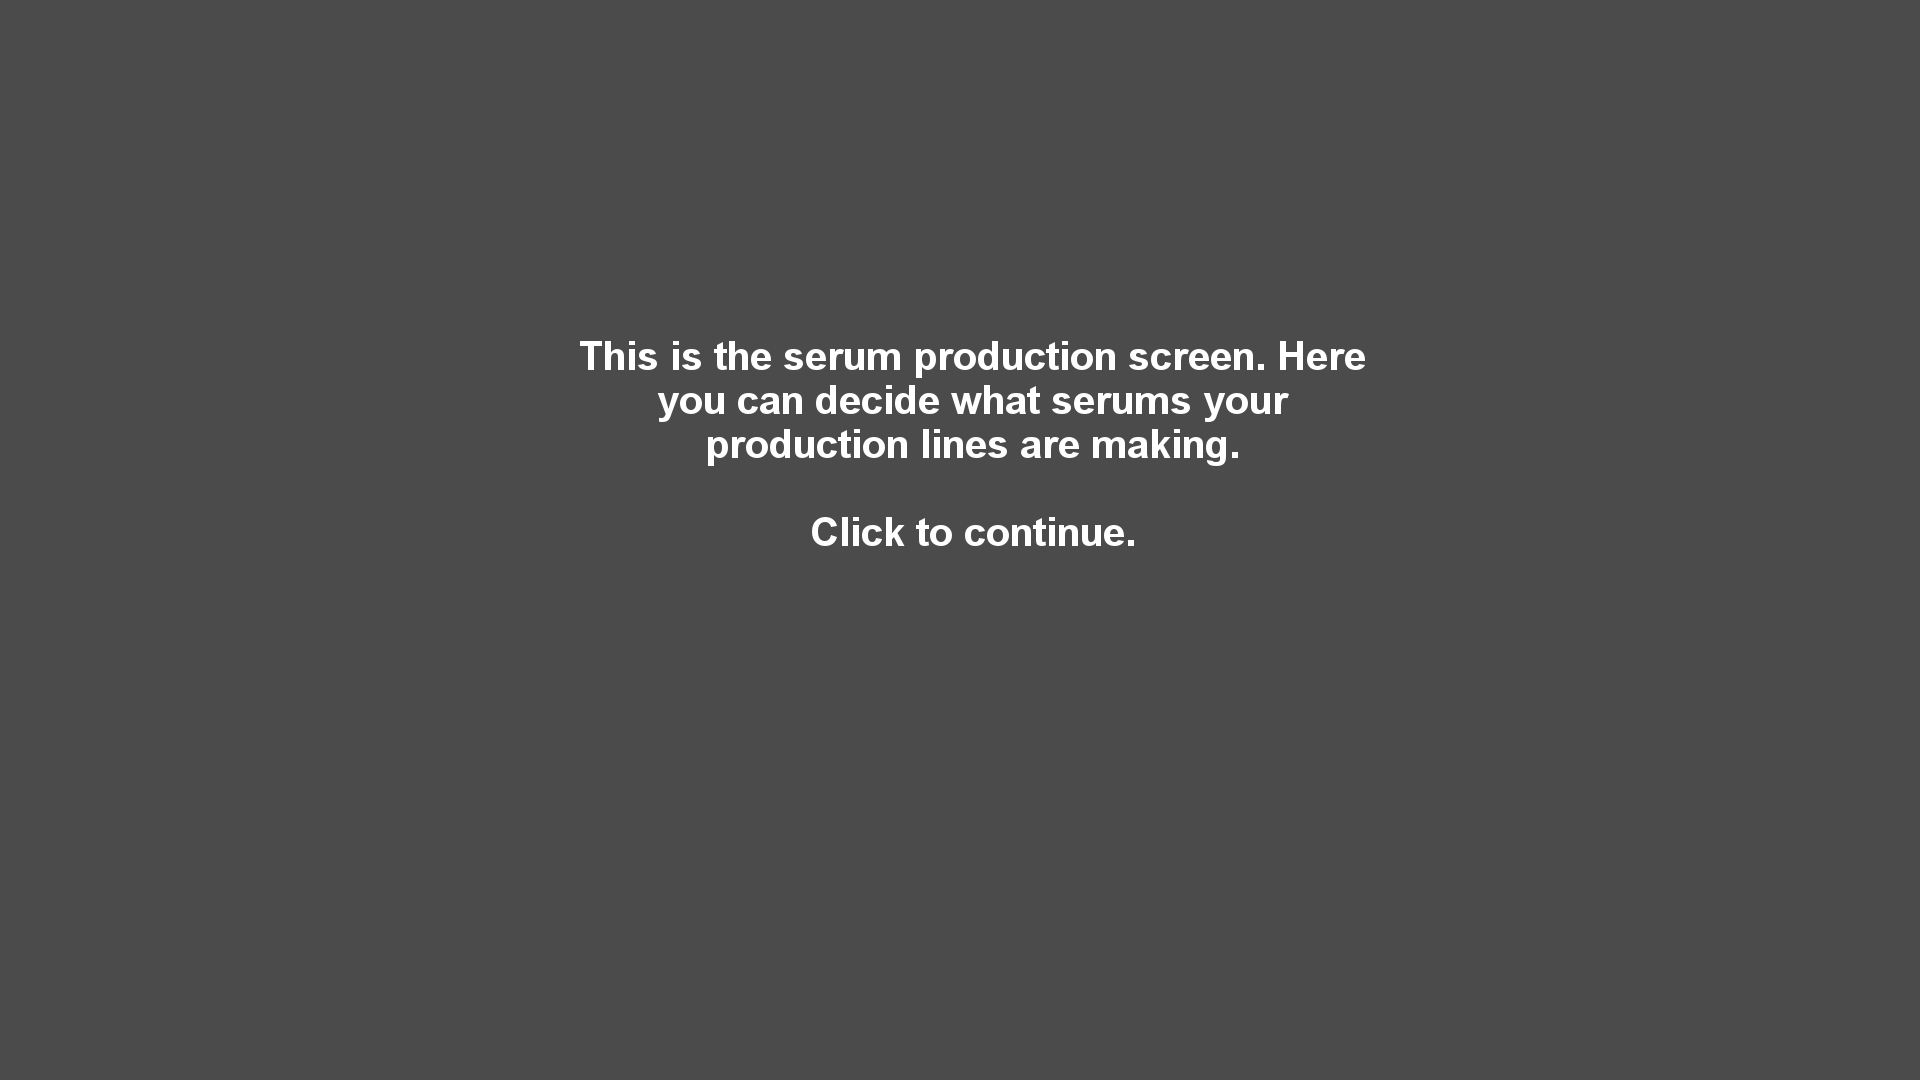 This is the serum production screen. Here
you can decide what serums your
production lines are making.
Click to continue.